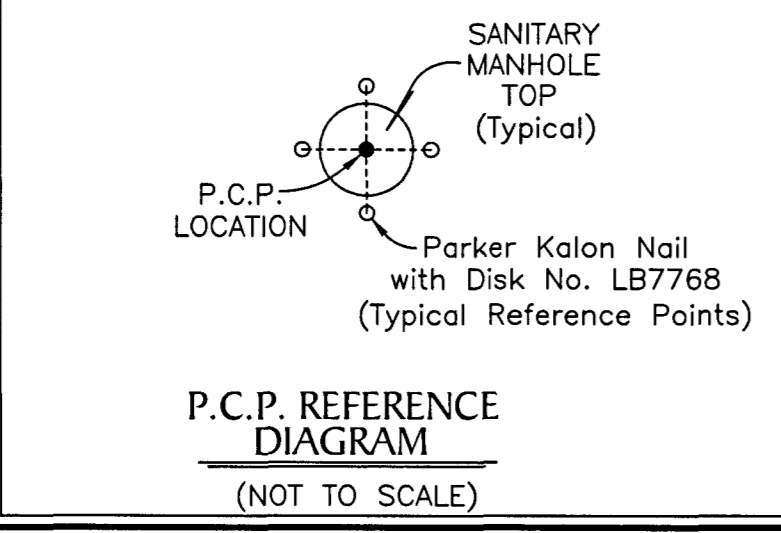 SANITARY
MANHOLE
TOP
(Typical)
P.C.P.
LOCATION
Parker Kalon Nail
with Disk No. LB7768
(Typical Reference Points)
P.C.P. REFERENCE
DIAGRAM
(NOT TO SCALE)